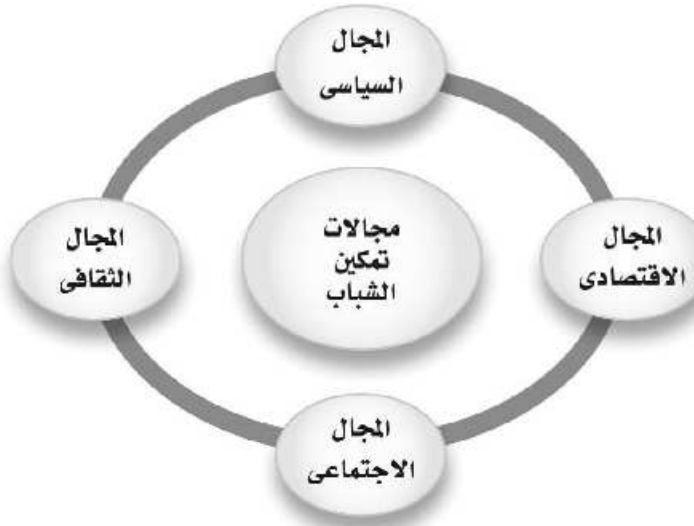 المجال
السياسى
المجال
الاقتصادى
مجالات
تمكين
الشباب
المجال
الثقافى
المجال
الاجتماعى